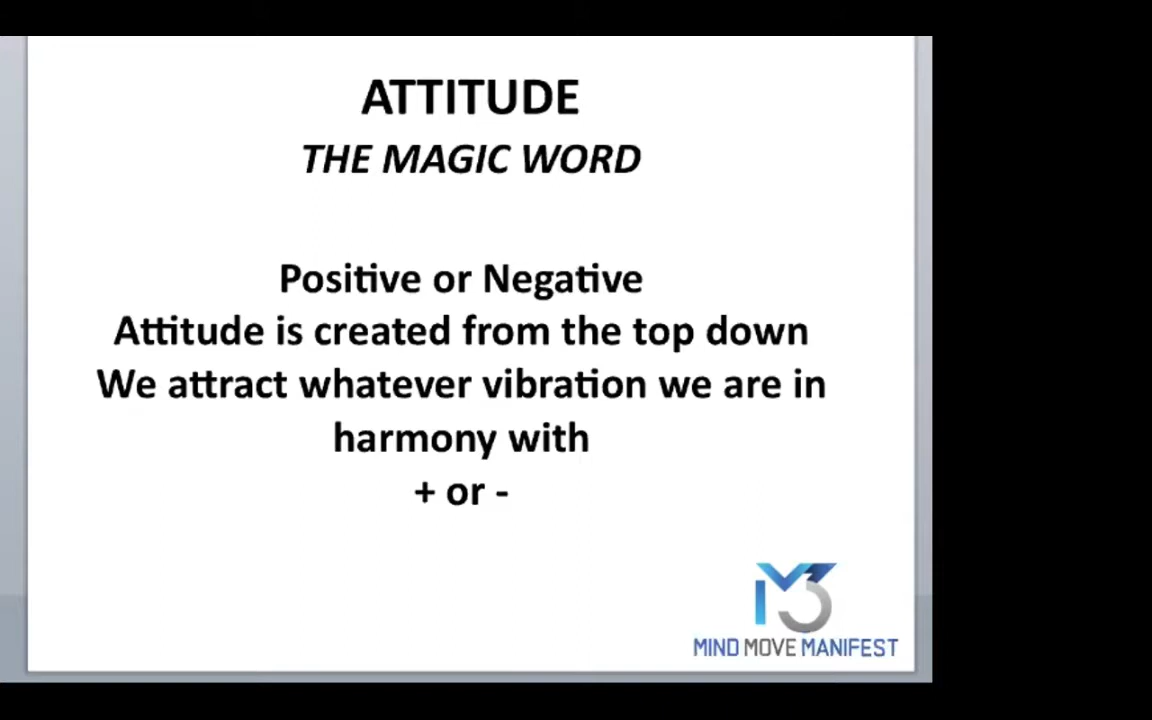 ATTITUDE
THE MAGIC WORD
Positive or Negative
Attitude is created from the top down
We attract whatever vibration we are in
harmony with
+ or -
M3
MIND MOVE MANIFEST